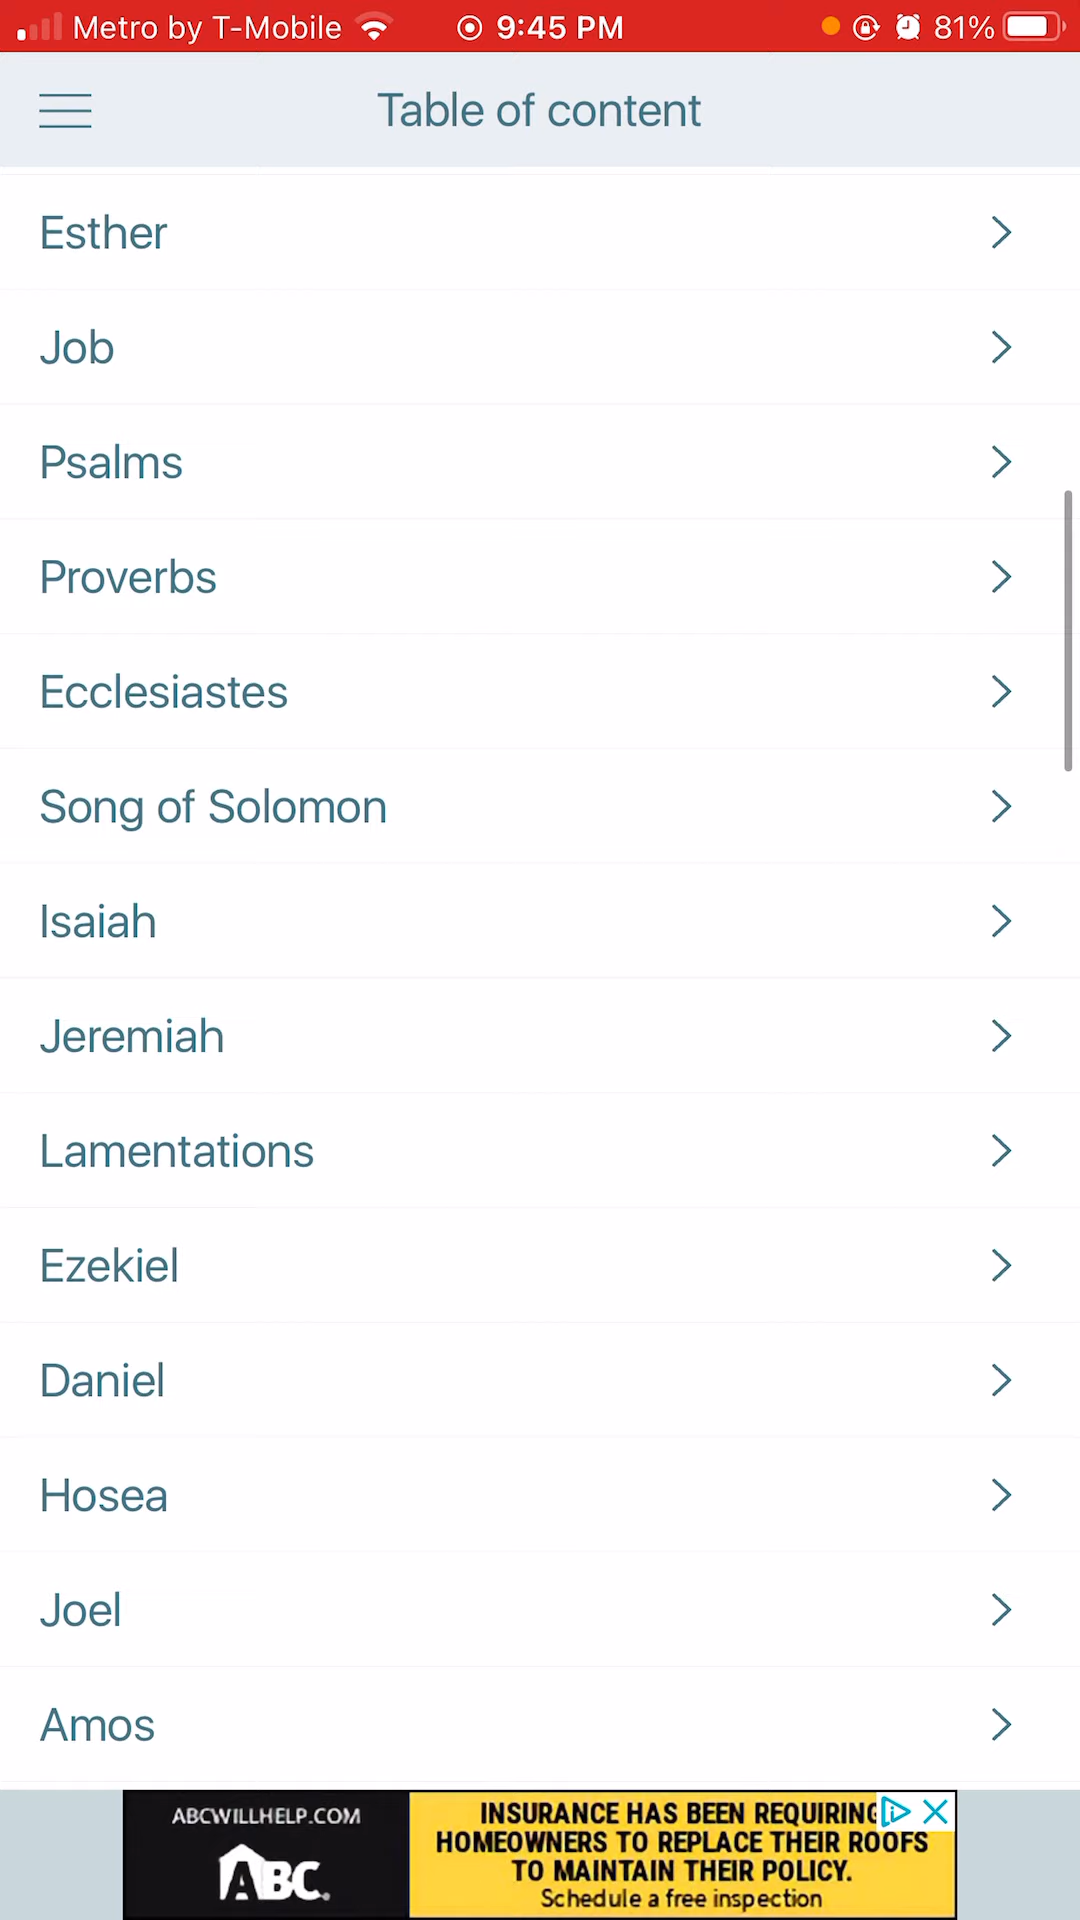 Metro by T-Mobile 9:45 PM 81%
Table of content
Esther
Job
Psalms
Proverbs
Ecclesiastes
Song of Solomon
Isaiah
Jeremiah
Lamentations
Ezekiel
Daniel
Hosea
Joel
Amos
ABCWILLHELP.COM
ABC
INSURANCE HAS BEEN REQUIRING
HOMEOWNERS TO REPLACE THEIR ROOFS
TO MAINTAIN THEIR POLICY.
Schedule a free inspection